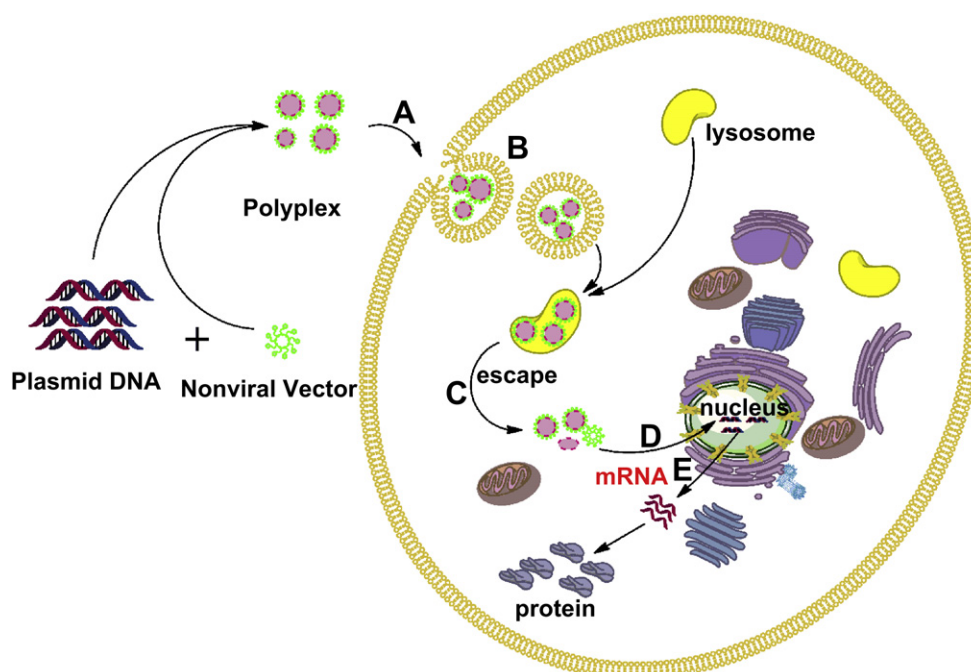 A
B
lysosome
Polyplex
+
Plasmid DNA
Nonviral Vector
C
escape
nucleus
D
mRNA
E
protein